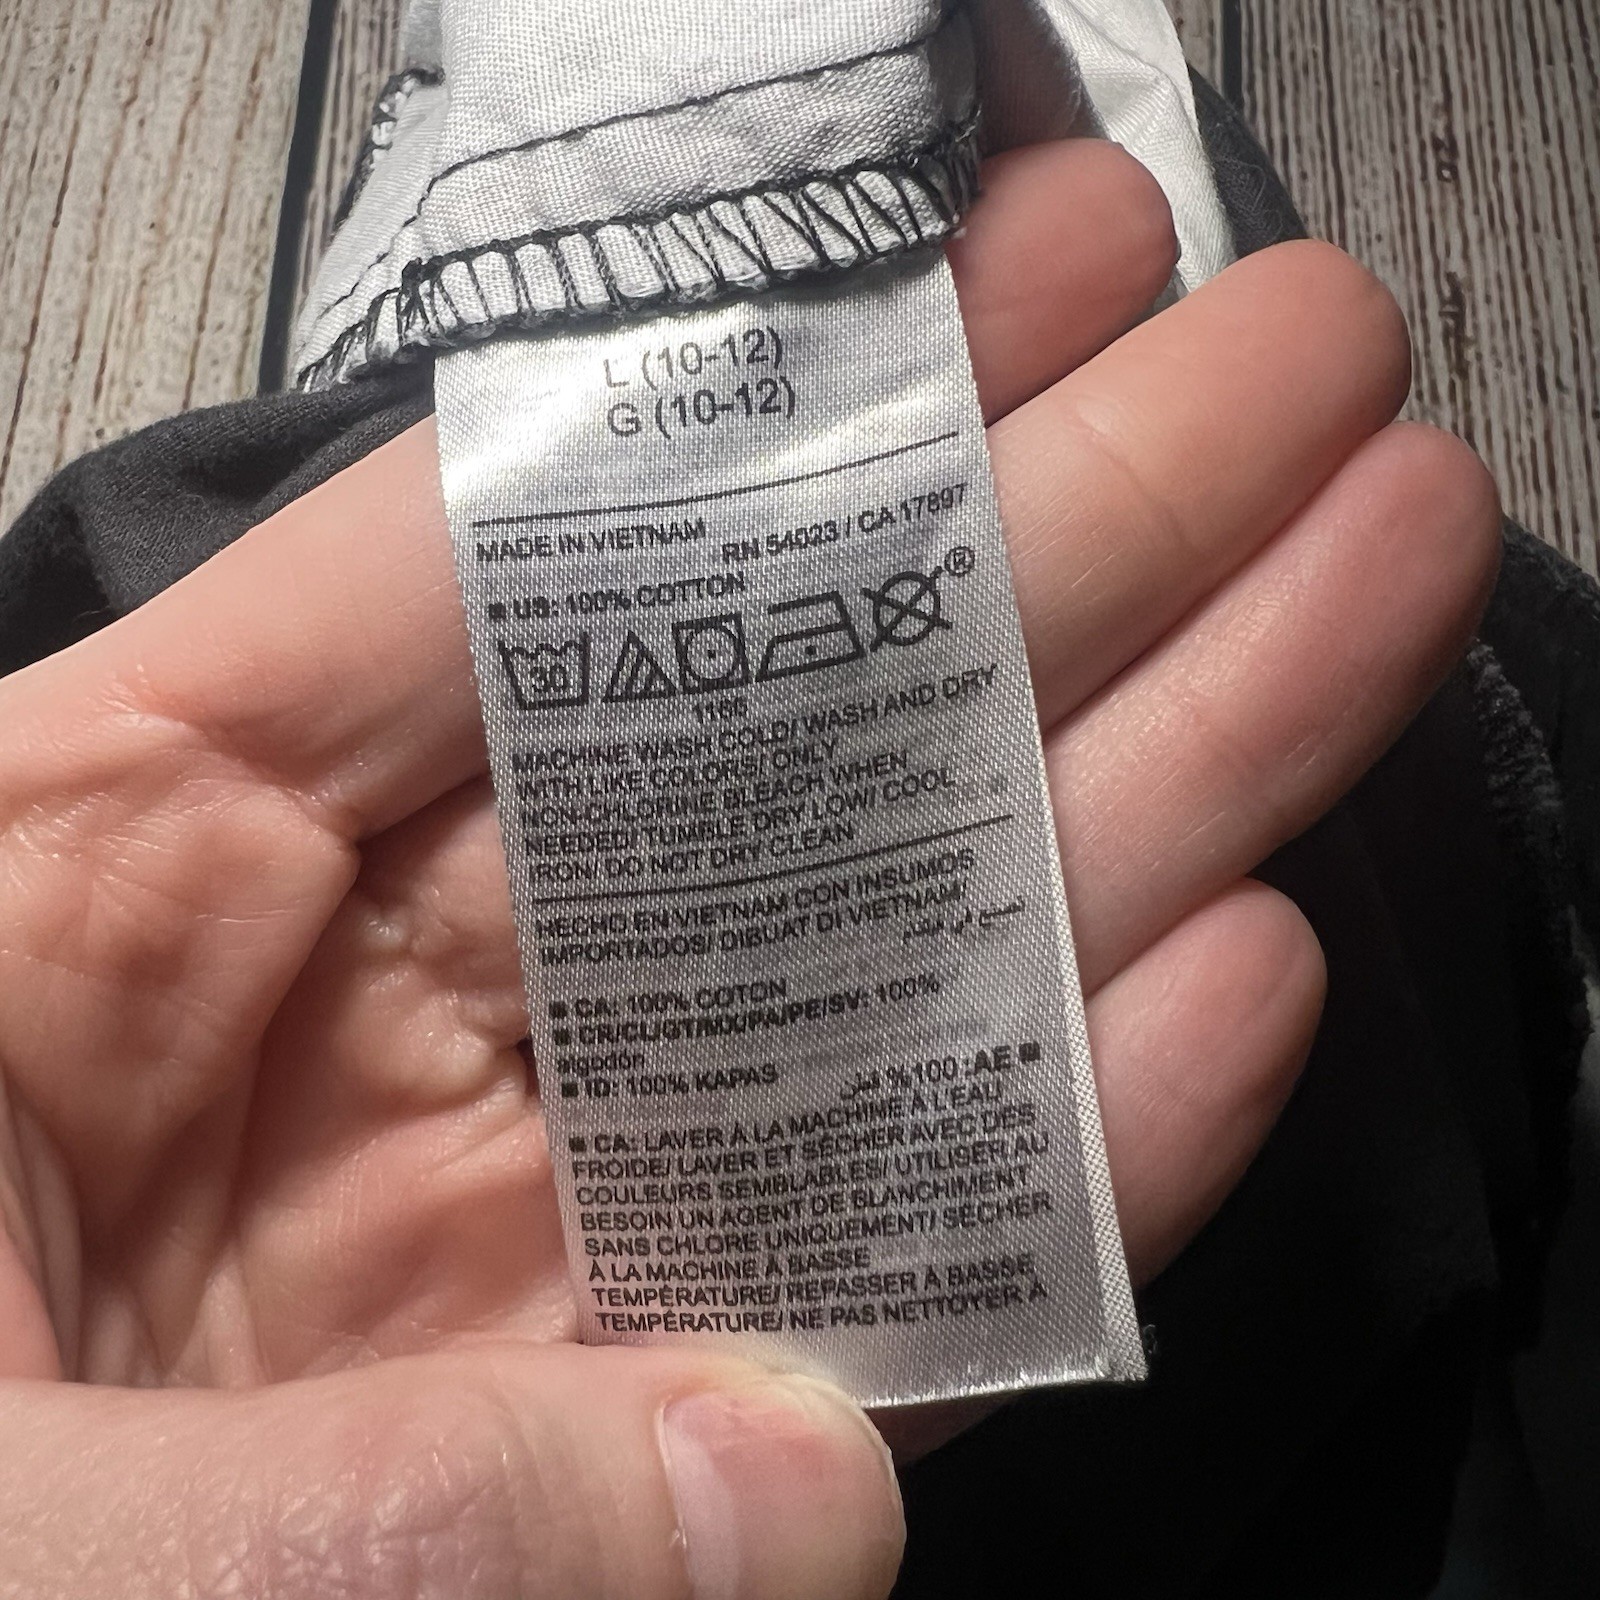 L (10-12)
G (10-12)
MADE IN VIETNAM
RN 54023 / CA 17897
■ US: 100% COTTON
30
®
1166
MACHINE WASH COLD/ WASH AND DRY
WITH LIKE COLORS/ ONLY
NON-CHLORINE BLEACH WHEN
NEEDED/ TUMBLE DRY LOW/ COOL
IRON/ DO NOT DRY CLEAN
HECHO EN VIETNAM CON INSUMOS
IMPORTADOS/ DIBUAT DI VIETNAM/
■ CA: 100% COTON
■ CR/CL/GT/MX/PA/PE/SV: 100%
algodón
■ ID: 100% KAPAS
■ AE: 100% قطن
■ CA: LAVER À LA MACHINE À L'EAU
FROIDE/ LAVER ET SÉCHER AVEC DES
COULEURS SEMBLABLES/ UTILISER AU
BESOIN UN AGENT DE BLANCHIMENT
SANS CHLORE UNIQUEMENT/ SÉCHER
À LA MACHINE À BASSE
TEMPÉRATURE/ REPASSER À BASSE
TEMPÉRATURE/ NE PAS NETTOYER À